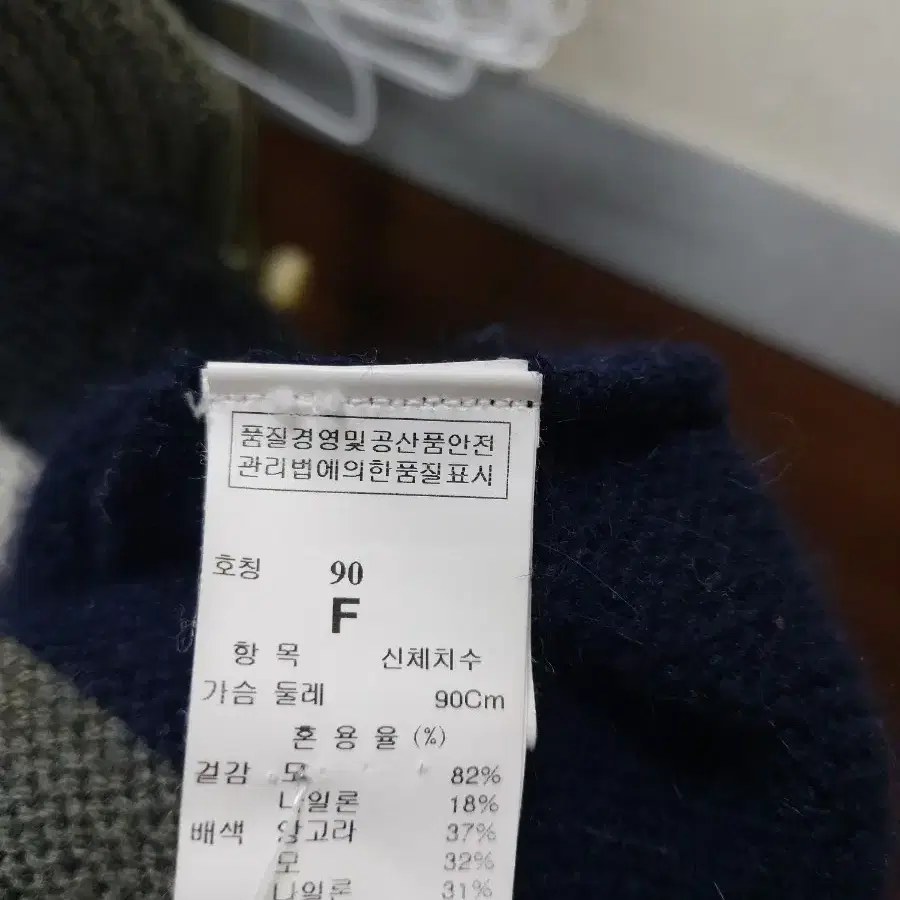 품질경영및공산품안전
관리법에의한품질표시
호칭 90
F
항 목 신체치수
가슴 둘레 90Cm
혼 용 율 (%)
겉감 모 82%
나일론 18%
배색 앙고라 37%
모 32%
나일론 31%